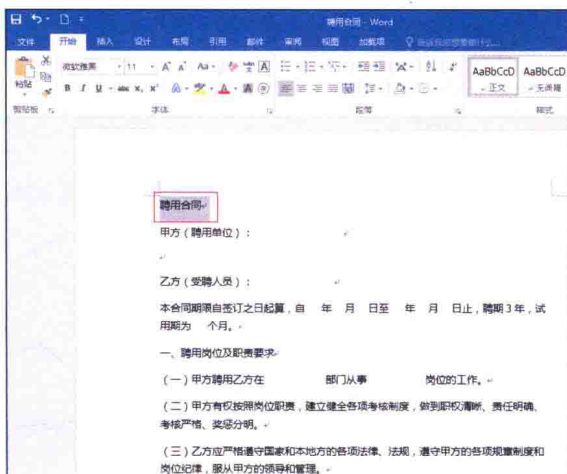 聘用合同 - Word
文件 开始 插入 设计 布局 引用 邮件 审阅 视图 加载项
微软雅黑 11
AaBbCcD AaBbCcD
粘贴 正文 无间隔
剪贴板 字体 段落 样式
聘用合同
甲方（聘用单位）：
乙方（受聘人员）：
本合同期限自签订之日起算，自 年 月 日至 年 月 日止，聘期3年，试
用期为 个月。
一、聘用岗位及职责要求
（一）甲方聘用乙方在 部门从事 岗位的工作。
（二）甲方有权按照岗位职责，建立健全各项考核制度，做到职权清晰、责任明确、
考核严格、奖惩分明。
（三）乙方应严格遵守国家和本地方的各项法律、法规，遵守甲方的各项规章制度和
岗位纪律，服从甲方的领导和管理。